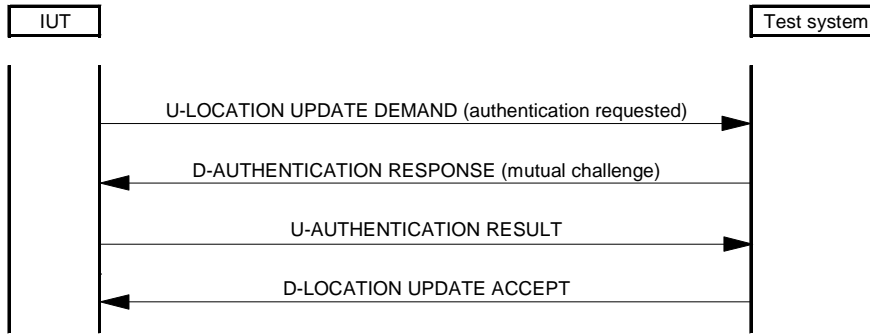 IUT
Test system
U-LOCATION UPDATE DEMAND (authentication requested)
D-AUTHENTICATION RESPONSE (mutual challenge)
U-AUTHENTICATION RESULT
D-LOCATION UPDATE ACCEPT